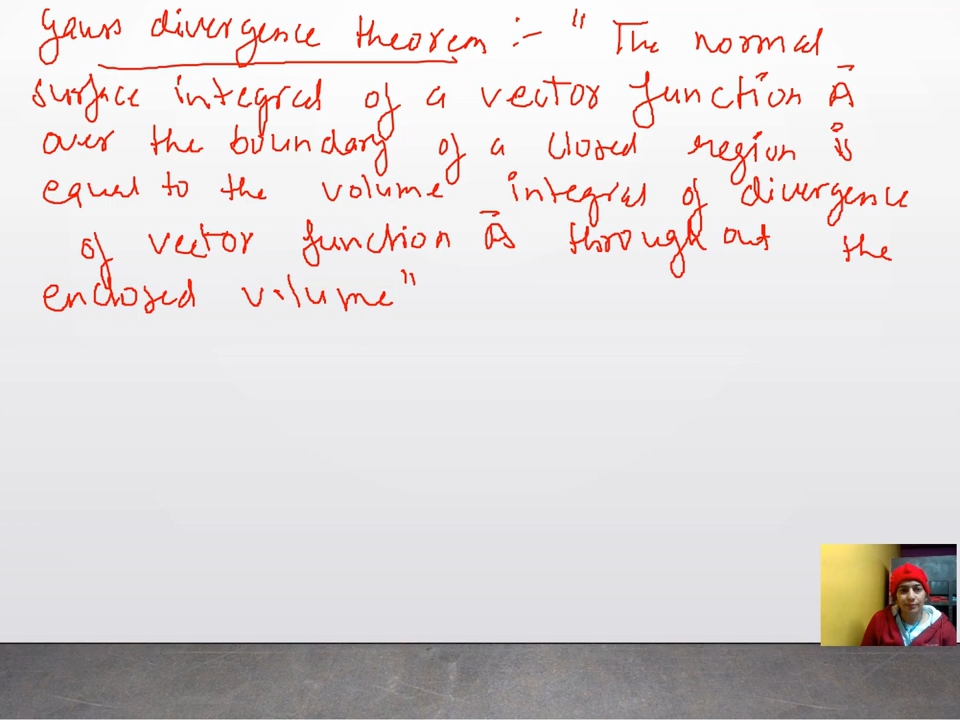 Gauss divergence theorem :- " The normal
surface integral of a vector function A⃗
over the boundary of a closed region is
equal to the volume integral of divergence
of vector function A⃗ through out the
enclosed volume"